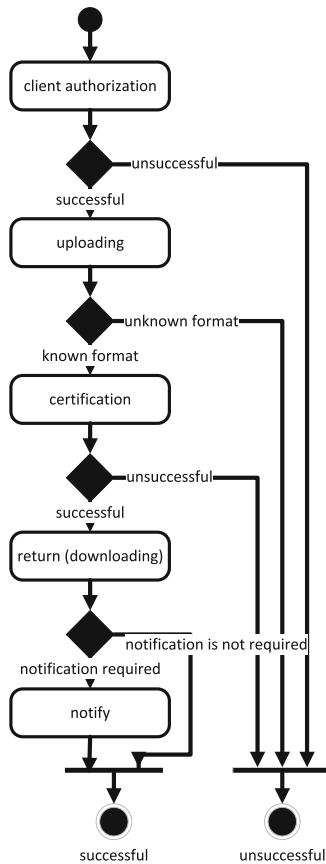 client authorization
unsuccessful
successful
uploading
unknown format
known format
certification
unsuccessful
successful
return (downloading)
notification is not required
notification required
notify
successful
unsuccessful